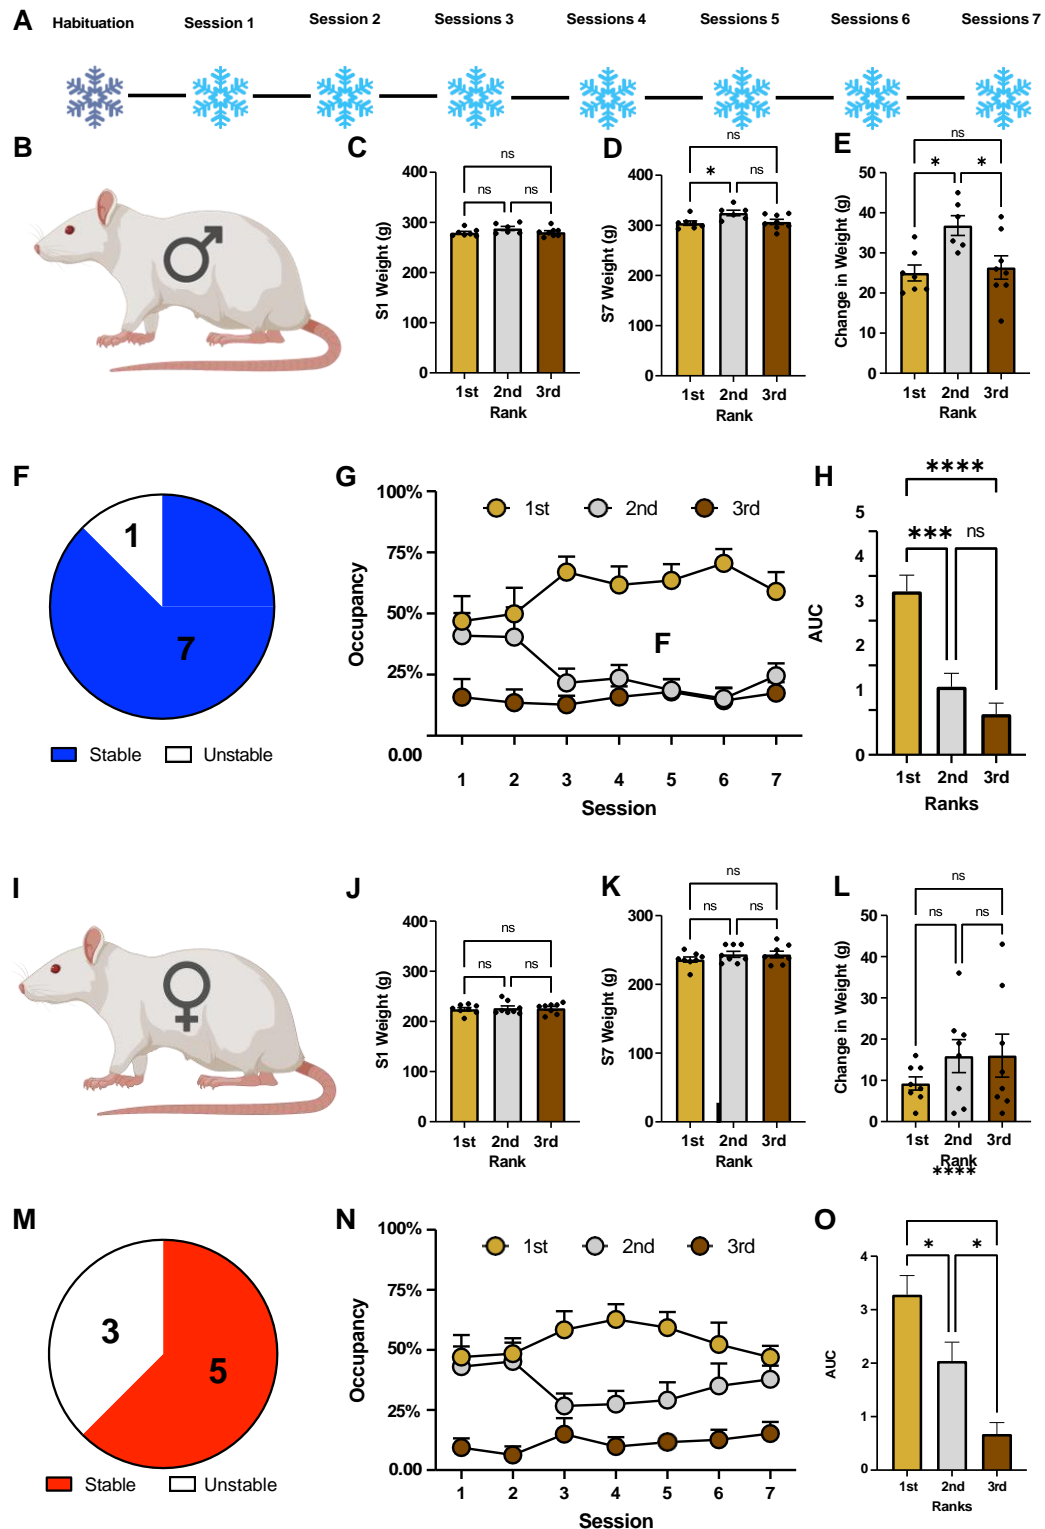 A Habituation Session 1 Session 2 Sessions 3 Sessions 4 Sessions 5 Sessions 6 Sessions 7
B
C
ns
ns ns
400
300
200
100
0
S1 Weight (g)
1st 2nd 3rd
Rank
D
ns
* ns
400
300
200
100
0
S7 Weight (g)
1st 2nd 3rd
Rank
E
ns
* *
50
40
30
20
10
0
Change in Weight (g)
1st 2nd 3rd
Rank
F
1
7
Stable Unstable
G
100%
75%
50%
25%
0.00
Occupancy
1st 2nd 3rd
F
1 2 3 4 5 6 7
Session
H
****
*** ns
5
4
3
2
1
0
AUC
1st 2nd 3rd
Ranks
I
J
ns
ns ns
400
300
200
100
0
S1 Weight (g)
1st 2nd 3rd
Rank
K
ns
ns ns
300
200
100
0
S7 Weight (g)
1st 2nd 3rd
Rank
L
ns
ns ns
50
40
30
20
10
0
Change in Weight (g)
1st 2nd 3rd
Rank
****
M
3
5
Stable Unstable
N
100%
75%
50%
25%
0.00
Occupancy
1st 2nd 3rd
1 2 3 4 5 6 7
Session
O
* *
4
3
2
1
0
AUC
1st 2nd 3rd
Ranks